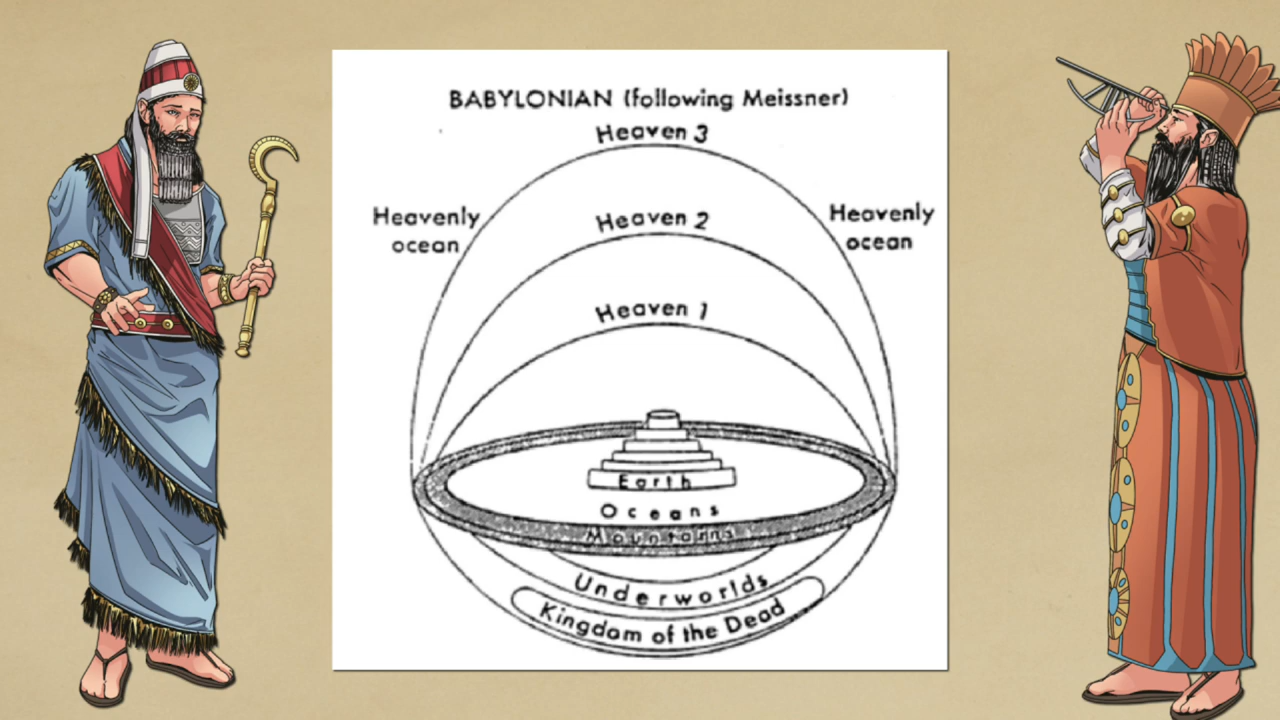 BABYLONIAN (following Meissner)
Heaven 3
Heavenly
ocean
Heavenly
ocean
Heaven 2
Heaven 1
Earth
Oceans
Mountains
Underworlds
Kingdom of the Dead